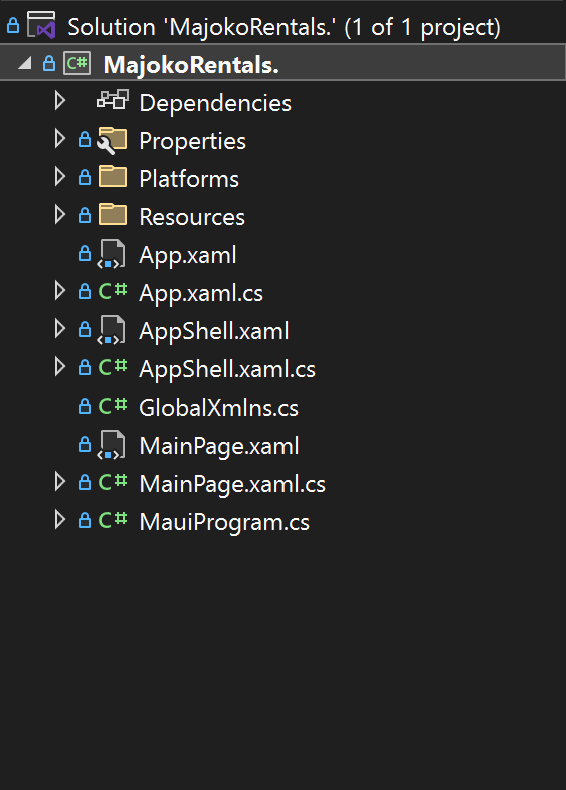 Solution 'MajokoRentals.' (1 of 1 project)
C# MajokoRentals.
Dependencies
Properties
Platforms
Resources
App.xaml
C# App.xaml.cs
AppShell.xaml
C# AppShell.xaml.cs
C# GlobalXmlns.cs
MainPage.xaml
C# MainPage.xaml.cs
C# MauiProgram.cs